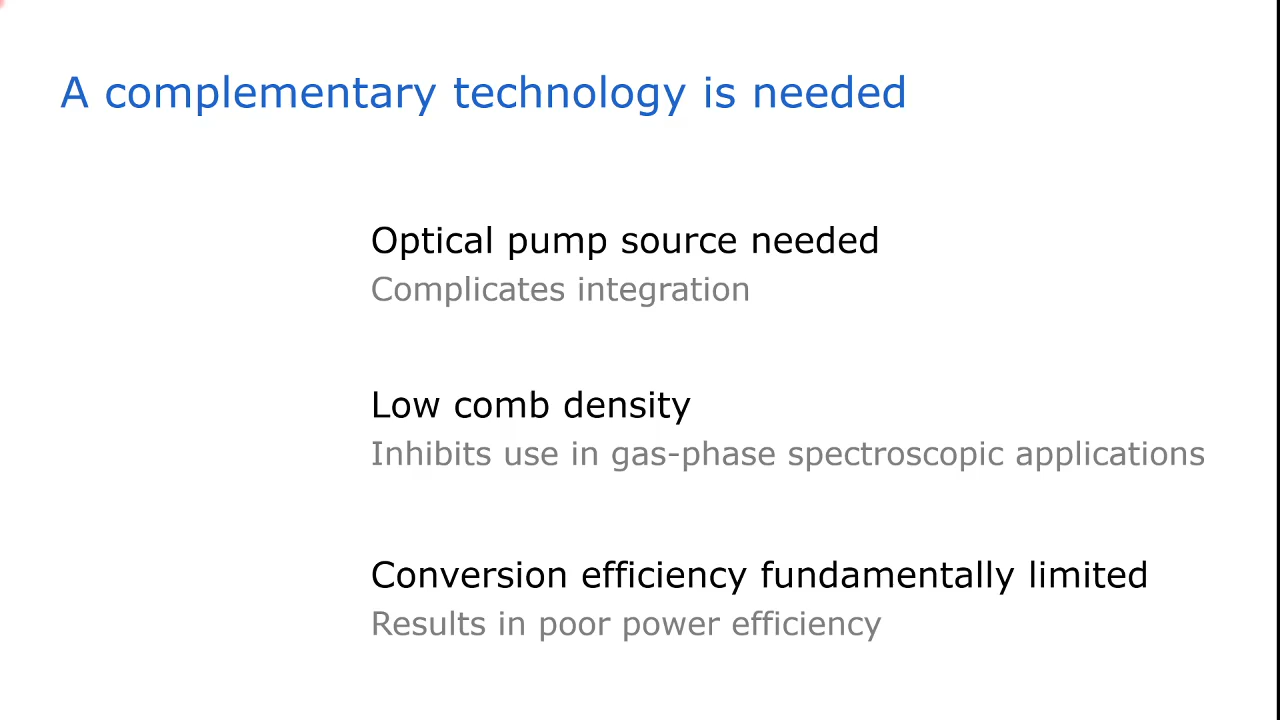 A complementary technology is needed
Optical pump source needed
Complicates integration
Low comb density
Inhibits use in gas-phase spectroscopic applications
Conversion efficiency fundamentally limited
Results in poor power efficiency